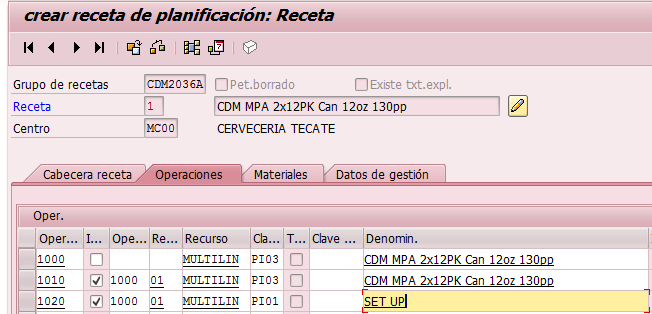 crear receta de planificación: Receta
Grupo de recetas CDM2036A Pet.borrado Existe txt.expl.
Receta 1 CDM MPA 2x12PK Can 12oz 130pp
Centro MC00 CERVECERIA TECATE
Cabecera receta Operaciones Materiales Datos de gestión
Oper.
Oper... I... Ope... Re... Recurso Cla... T... Clave ... Denomin.
1000 MULTILIN PI03 CDM MPA 2x12PK Can 12oz 130pp
1010 1000 01 MULTILIN PI03 CDM MPA 2x12PK Can 12oz 130pp
1020 1000 01 MULTILIN PI01 SET UP